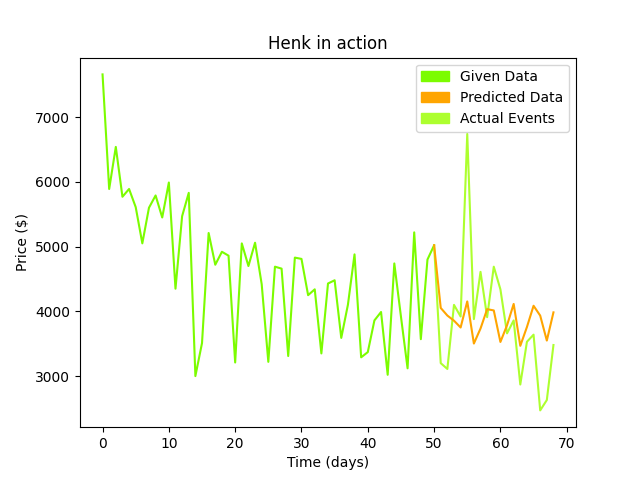 Henk in action
Given Data
Predicted Data
Actual Events
Price ($)
7000
6000
5000
4000
3000
0 10 20 30 40 50 60 70
Time (days)